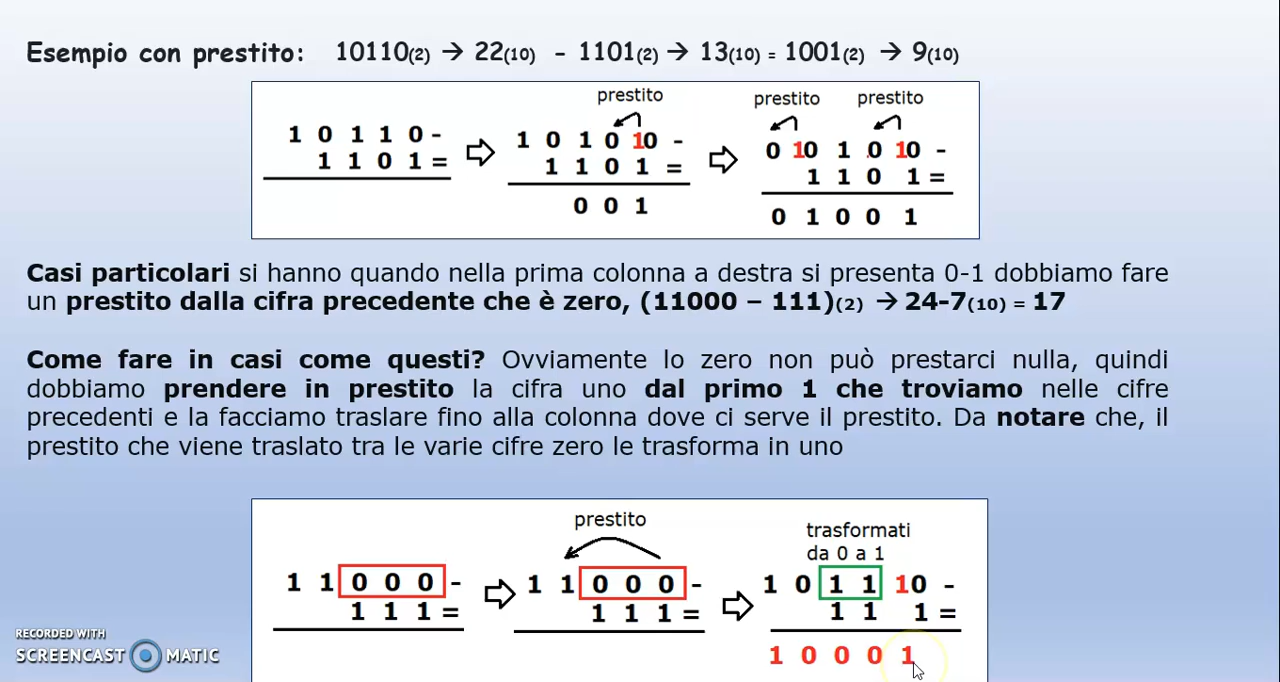 Esempio con prestito: 10110(2) → 22(10) - 1101(2) → 13(10) = 1001(2) → 9(10)
prestito
prestito prestito
1 0 1 1 0 -
1 1 0 1 =
1 0 1 0 10 -
1 1 0 1 =
0 0 1
0 10 1 0 10 -
1 1 0 1 =
0 1 0 0 1
Casi particolari si hanno quando nella prima colonna a destra si presenta 0-1 dobbiamo fare
un prestito dalla cifra precedente che è zero, (11000 – 111)(2) → 24-7(10) = 17
Come fare in casi come questi? Ovviamente lo zero non può prestarci nulla, quindi
dobbiamo prendere in prestito la cifra uno dal primo 1 che troviamo nelle cifre
precedenti e la facciamo traslare fino alla colonna dove ci serve il prestito. Da notare che, il
prestito che viene traslato tra le varie cifre zero le trasforma in uno
1 1 0 0 0 -
1 1 1 =
prestito
1 1 0 0 0 -
1 1 1 =
trasformati
da 0 a 1
1 0 1 1 10 -
1 1 1 =
1 0 0 0 1
RECORDED WITH
SCREENCAST MATIC